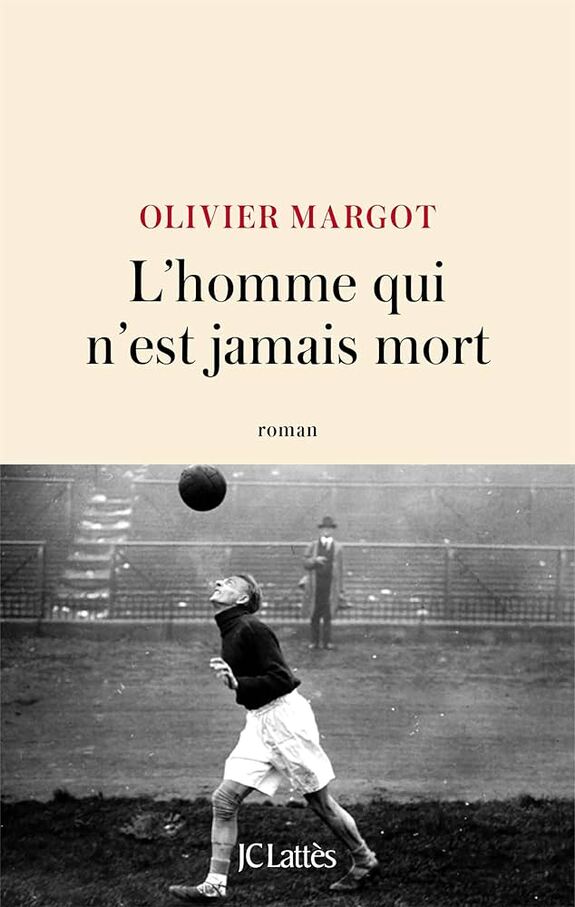 OLIVIER MARGOT
L’homme qui
n’est jamais mort
roman
JC Lattès